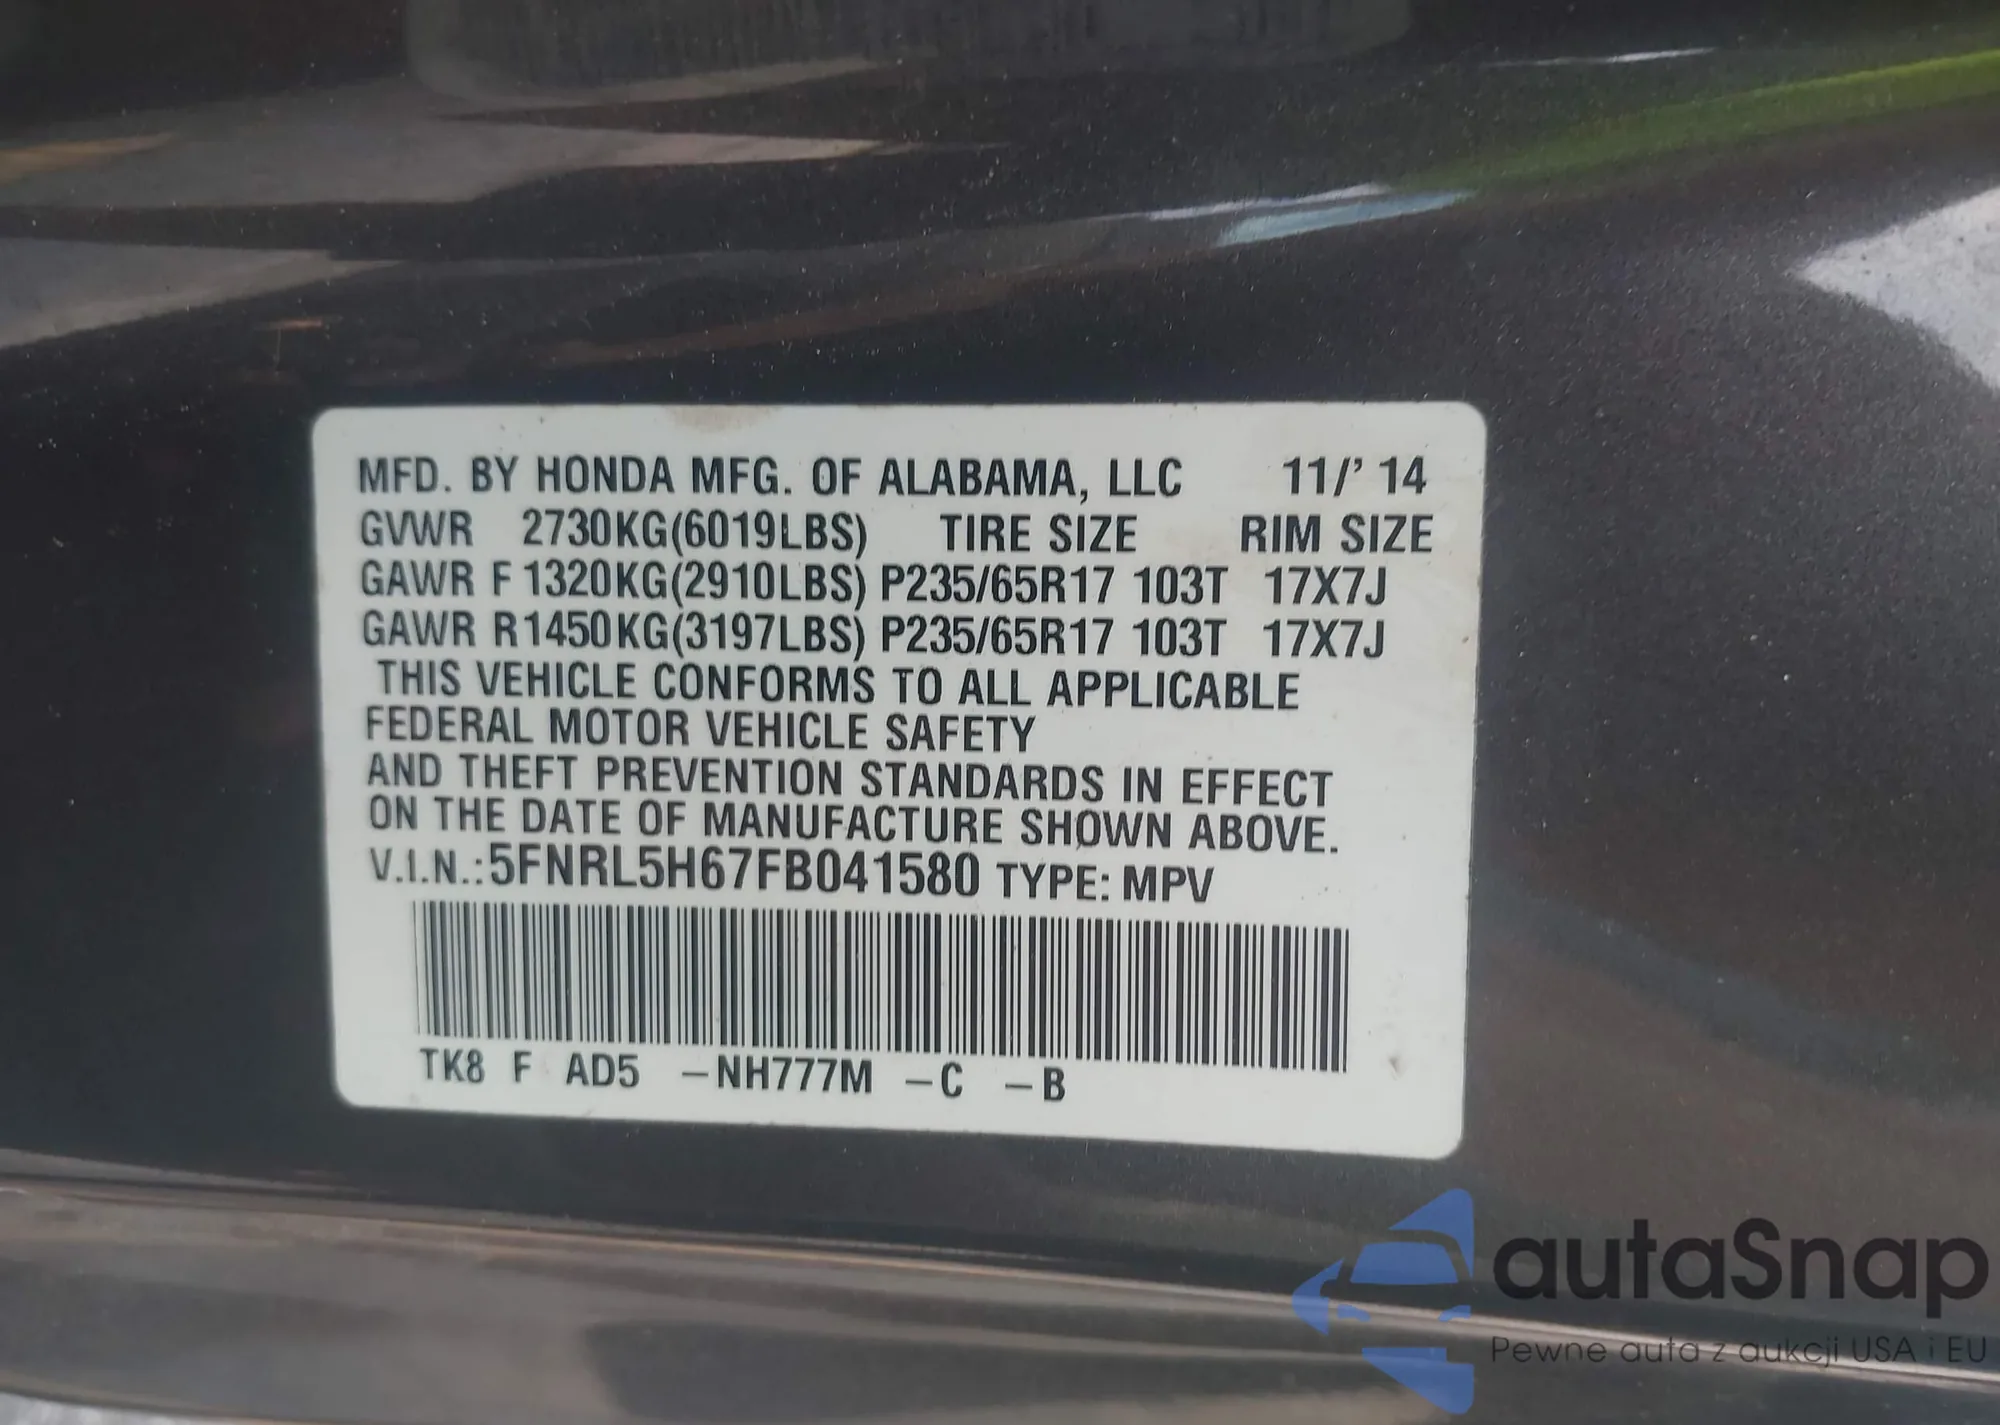 MFD. BY HONDA MFG. OF ALABAMA, LLC 11/' 14
GVWR 2730KG(6019LBS) TIRE SIZE RIM SIZE
GAWR F 1320KG(2910LBS) P235/65R17 103T 17X7J
GAWR R1450KG(3197LBS) P235/65R17 103T 17X7J
THIS VEHICLE CONFORMS TO ALL APPLICABLE
FEDERAL MOTOR VEHICLE SAFETY
AND THEFT PREVENTION STANDARDS IN EFFECT
ON THE DATE OF MANUFACTURE SHOWN ABOVE.
V.I.N.:5FNRL5H67FB041580 TYPE: MPV
TK8 F AD5 -NH777M -C -B
autaSnap
Pewne auta z aukcji USA i EU